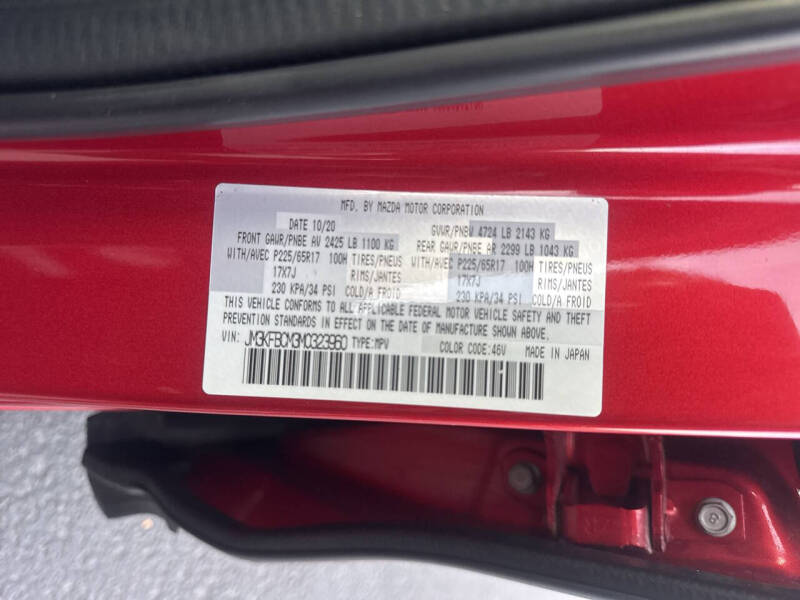 MFD. BY MAZDA MOTOR CORPORATION
DATE 10/20 GVWR/PNBV 4724 LB 2143 KG
FRONT GAWR/PNBE AV 2425 LB 1100 KG REAR GAWR/PNBE AR 2299 LB 1043 KG
WITH/AVEC P225/65R17 100H TIRES/PNEUS WITH/AVEC P225/65R17 100H TIRES/PNEUS
17X7J RIMS/JANTES 17X7J RIMS/JANTES
230 KPA/34 PSI COLD/A FROID 230 KPA/34 PSI COLD/A FROID
THIS VEHICLE CONFORMS TO ALL APPLICABLE FEDERAL MOTOR VEHICLE SAFETY AND THEFT
PREVENTION STANDARDS IN EFFECT ON THE DATE OF MANUFACTURE SHOWN ABOVE.
VIN: JM3KFBCM3M0323960 TYPE:MPV COLOR CODE:46V MADE IN JAPAN